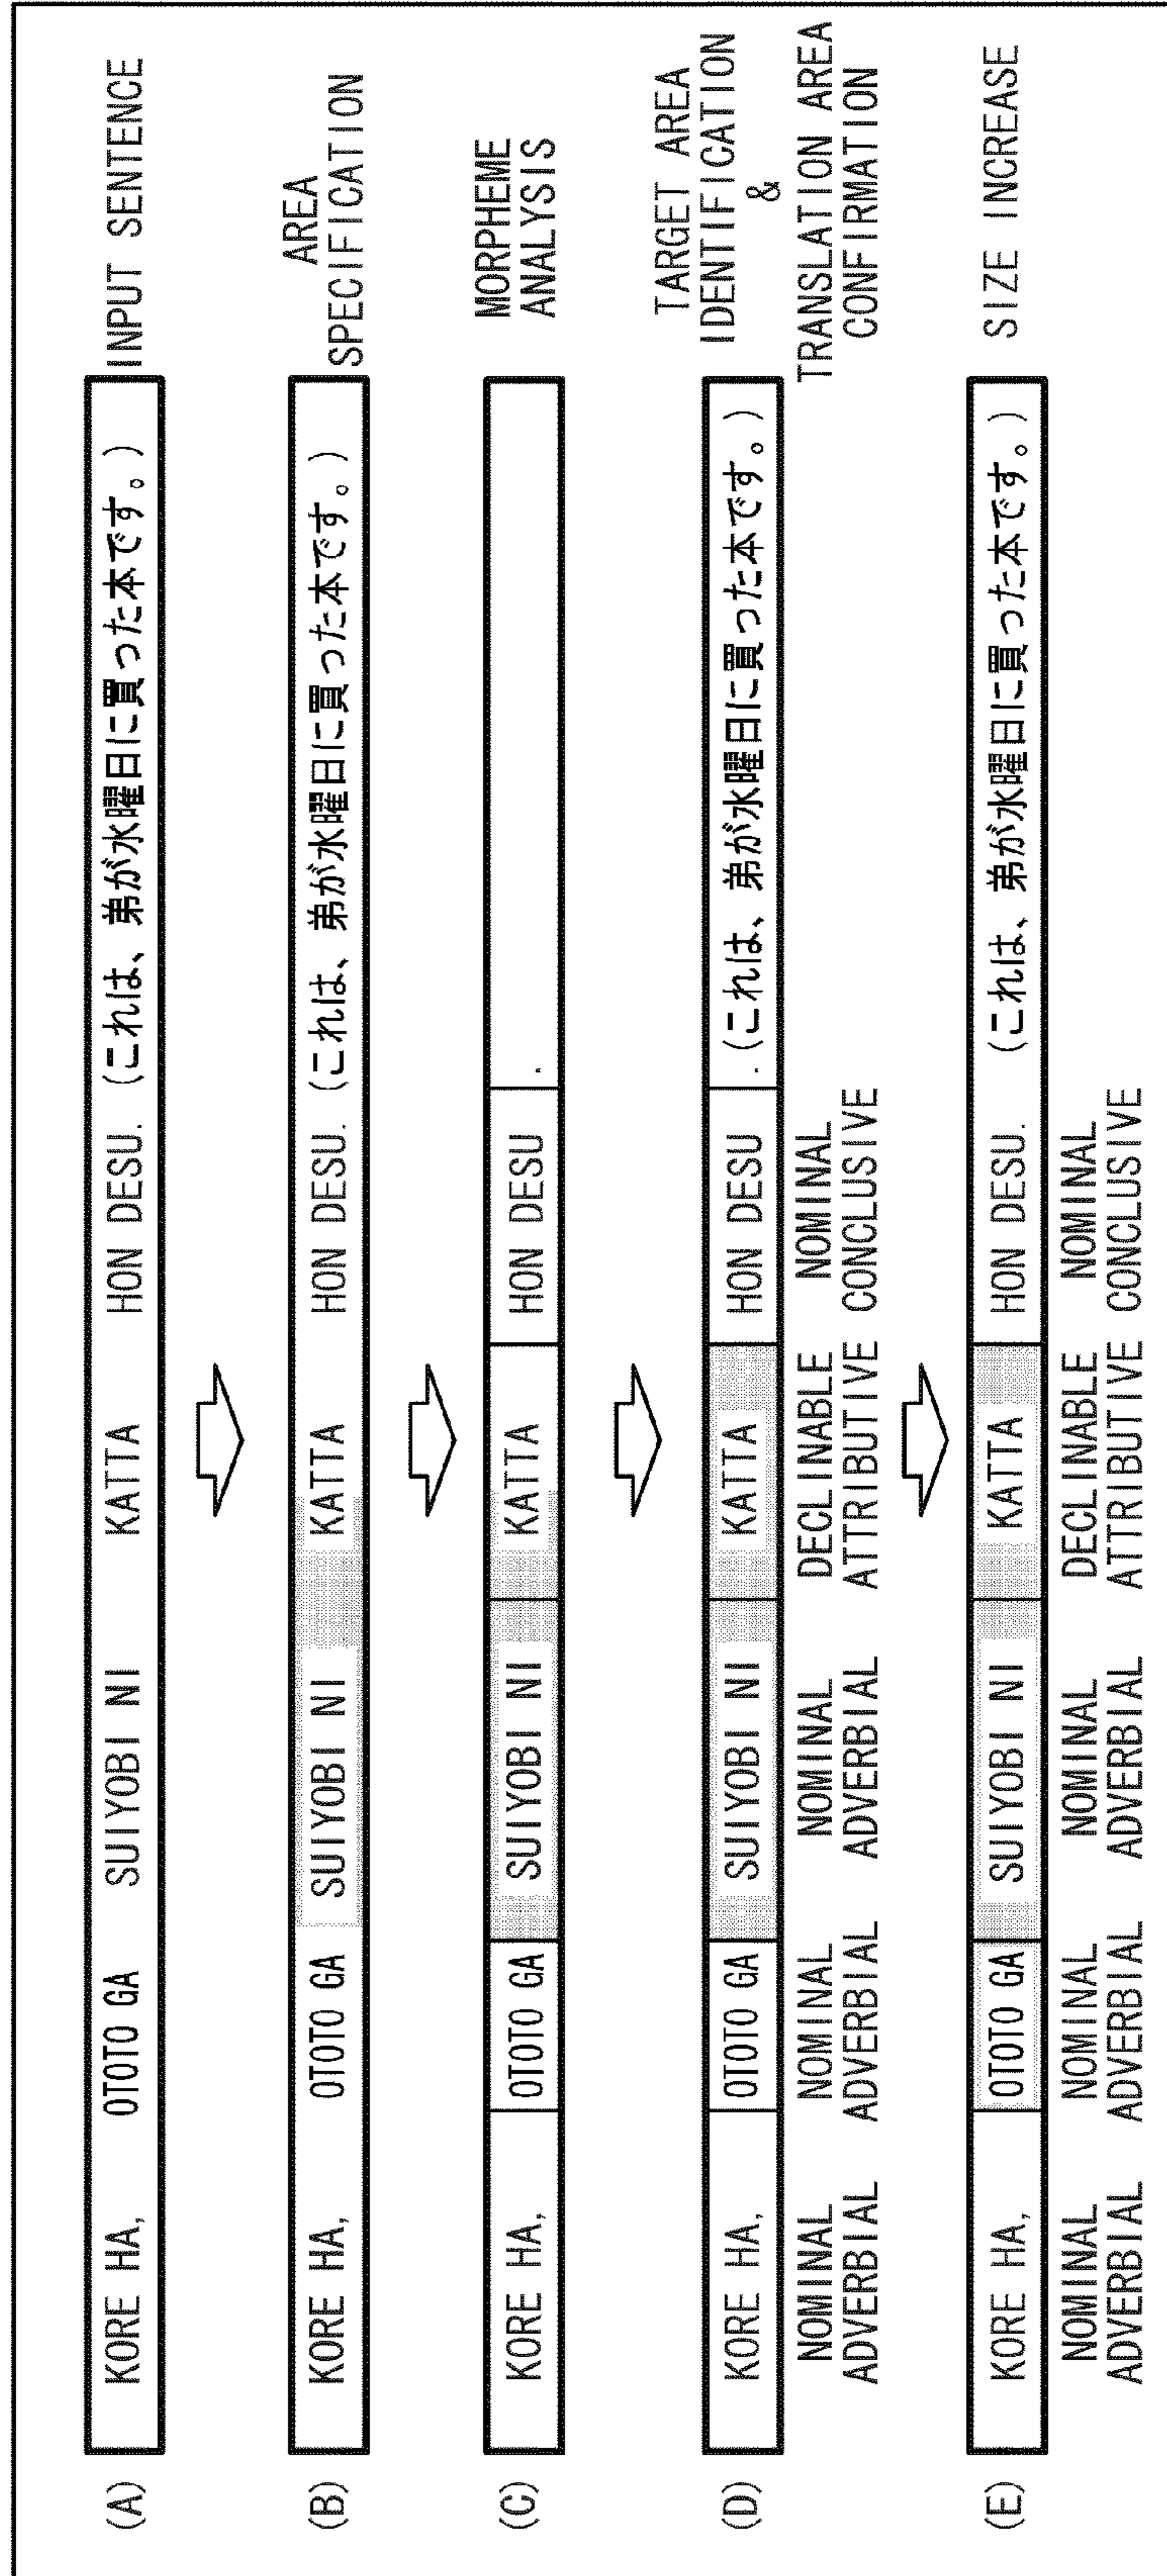 (A) KORE HA, OTOTO GA SUIYOBI NI KATTA HON DESU. (これは、弟が水曜日に買った本です。) INPUT SENTENCE
(B) KORE HA, OTOTO GA SUIYOBI NI KATTA HON DESU. (これは、弟が水曜日に買った本です。)
AREA
SPECIFICATION
(C) KORE HA, OTOTO GA SUIYOBI NI KATTA HON DESU .
MORPHEME
ANALYSIS
(D) KORE HA, OTOTO GA SUIYOBI NI KATTA HON DESU . (これは、弟が水曜日に買った本です。)
TARGET AREA
IDENTIFICATION
&
TRANSLATION AREA
CONFIRMATION
NOMINAL NOMINAL NOMINAL DECLINABLE NOMINAL
ADVERBIAL ADVERBIAL ADVERBIAL ATTRIBUTIVE CONCLUSIVE
(E) KORE HA, OTOTO GA SUIYOBI NI KATTA HON DESU. (これは、弟が水曜日に買った本です。) SIZE INCREASE
NOMINAL NOMINAL NOMINAL DECLINABLE NOMINAL
ADVERBIAL ADVERBIAL ADVERBIAL ATTRIBUTIVE CONCLUSIVE